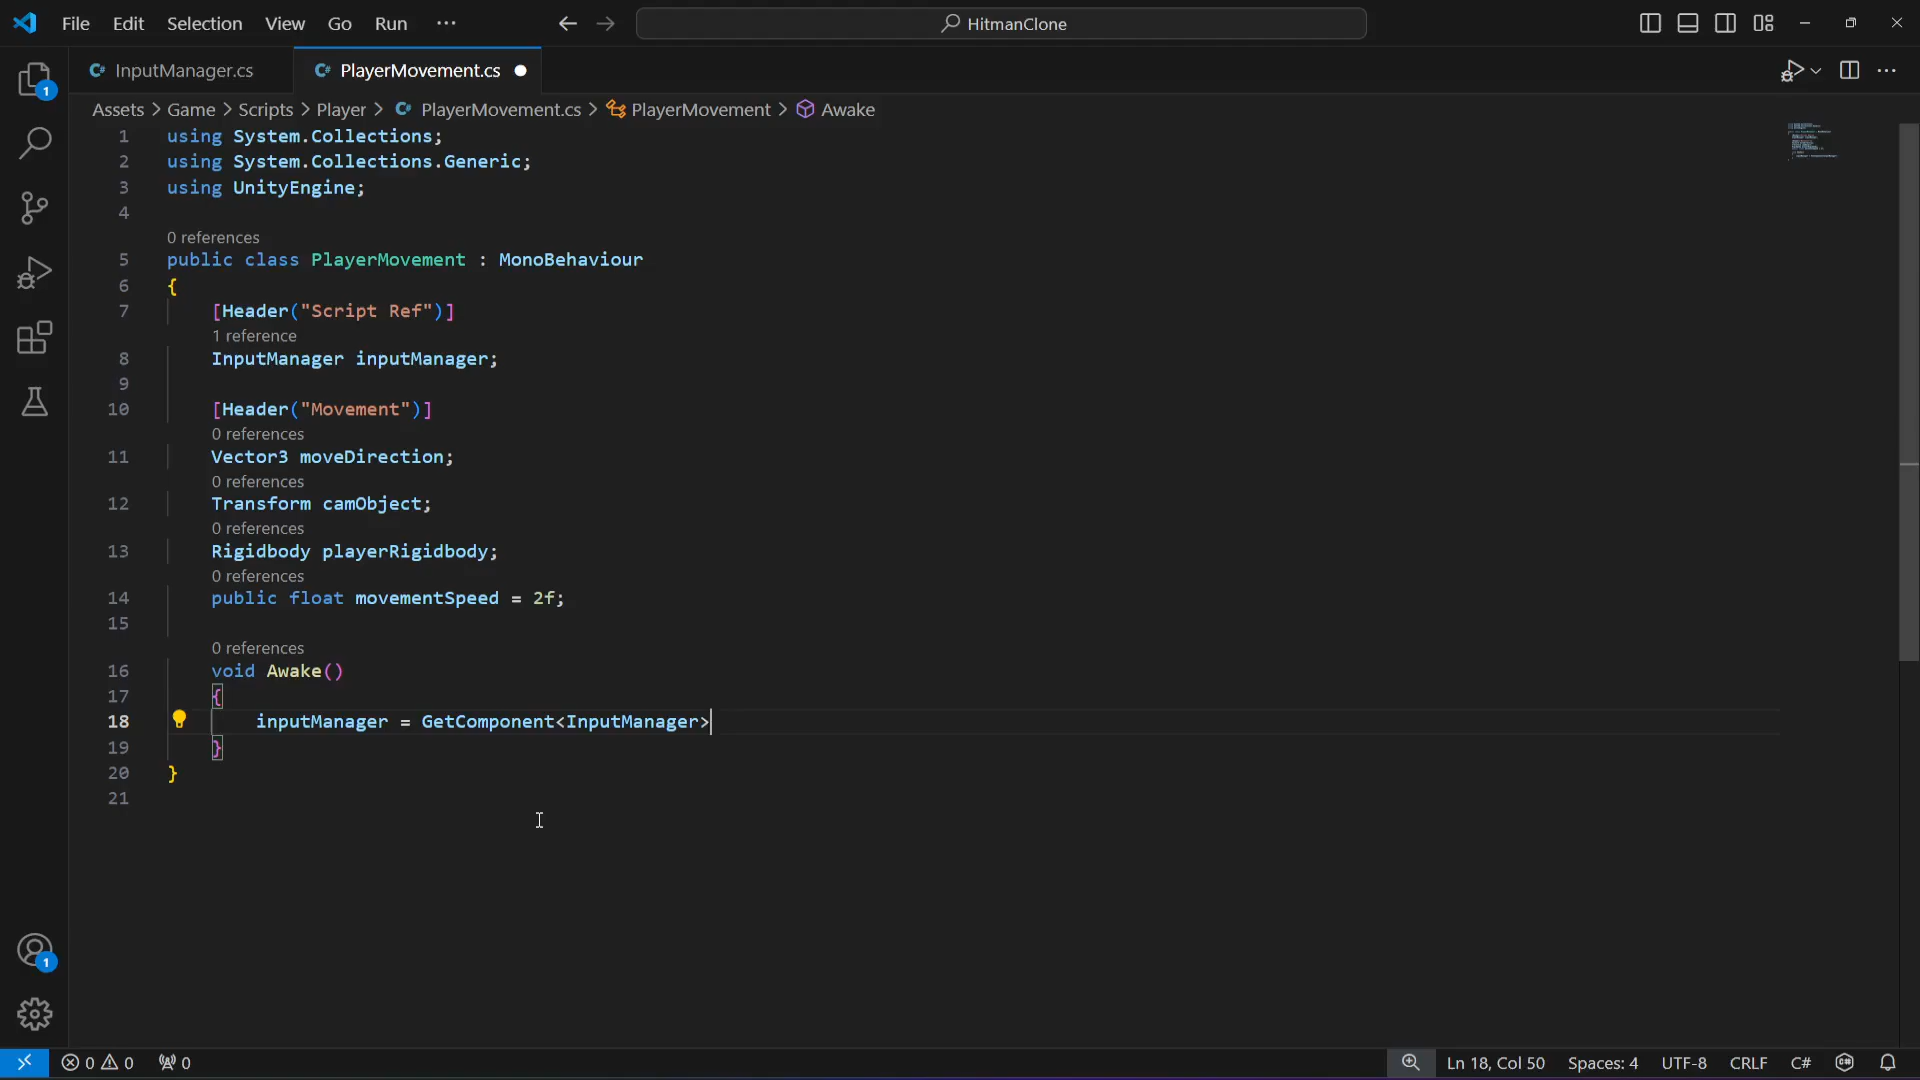 File Edit Selection View Go Run ··· HitmanClone
InputManager.cs PlayerMovement.cs
Assets > Game > Scripts > Player > PlayerMovement.cs > PlayerMovement > Awake
1 using System.Collections;
2 using System.Collections.Generic;
3 using UnityEngine;
4
0 references
5 public class PlayerMovement : MonoBehaviour
6 {
7 [Header("Script Ref")]
1 reference
8 InputManager inputManager;
9
10 [Header("Movement")]
0 references
11 Vector3 moveDirection;
0 references
12 Transform camObject;
0 references
13 Rigidbody playerRigidbody;
0 references
14 public float movementSpeed = 2f;
15
0 references
16 void Awake()
17 {
18 inputManager = GetComponent<InputManager>
19 }
20 }
21
1
1
0 0 0 Ln 18, Col 50 Spaces: 4 UTF-8 CRLF C#